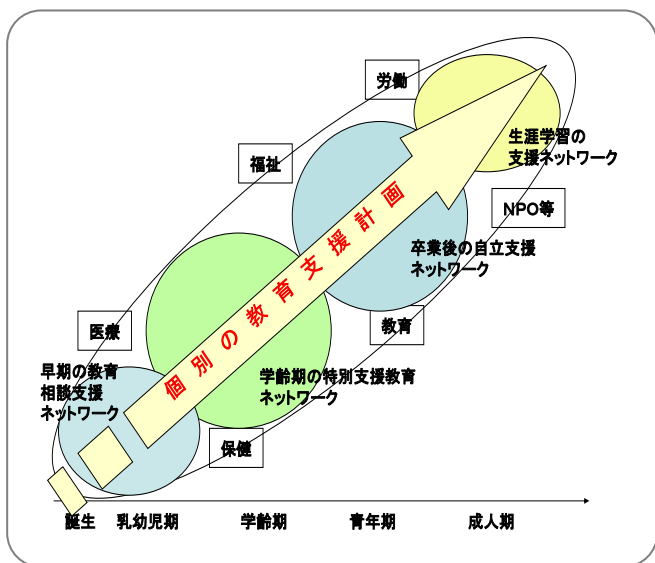 労働
生涯学習の
支援ネットワーク
福祉
NPO等
個別の教育支援計画
卒業後の自立支援
ネットワーク
教育
医療
早期の教育
相談支援
ネットワーク
学齢期の特別支援教育
ネットワーク
保健
誕生 乳幼児期 学齢期 青年期 成人期